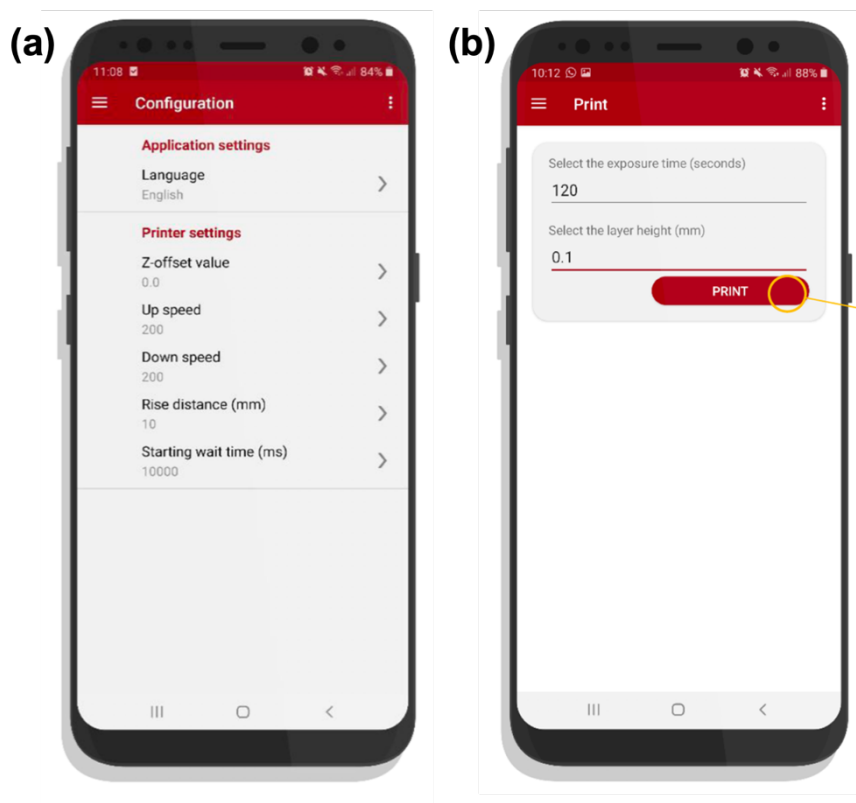 (a)
11:08 84%
Configuration
Application settings
Language
English
Printer settings
Z-offset value
0.0
Up speed
200
Down speed
200
Rise distance (mm)
10
Starting wait time (ms)
10000
(b)
10:12 88%
Print
Select the exposure time (seconds)
120
Select the layer height (mm)
0.1
PRINT